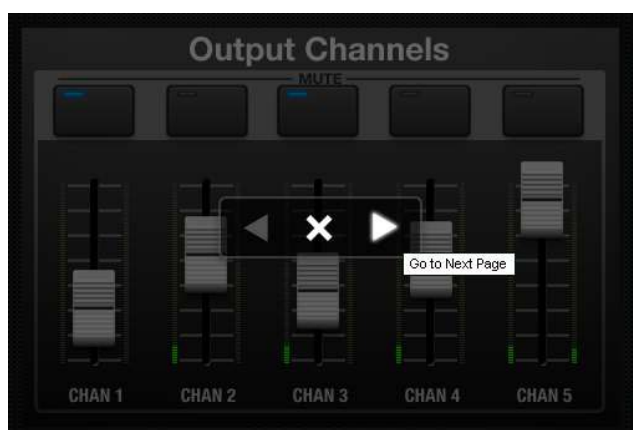 Output Channels
MUTE
Go to Next Page
CHAN 1 CHAN 2 CHAN 3 CHAN 4 CHAN 5